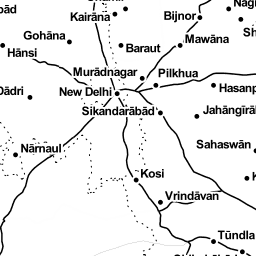 Kairāna
Bijnor
Gohāna
Mawāna
Hānsi
Baraut
Murādnagar
Pilkhua
Hasanp
Dādri
New Delhi
Sikandarābād
Jahāngīrā
Sahaswān
Nārnaul
Kosi
Vrindāvan
Tūndla